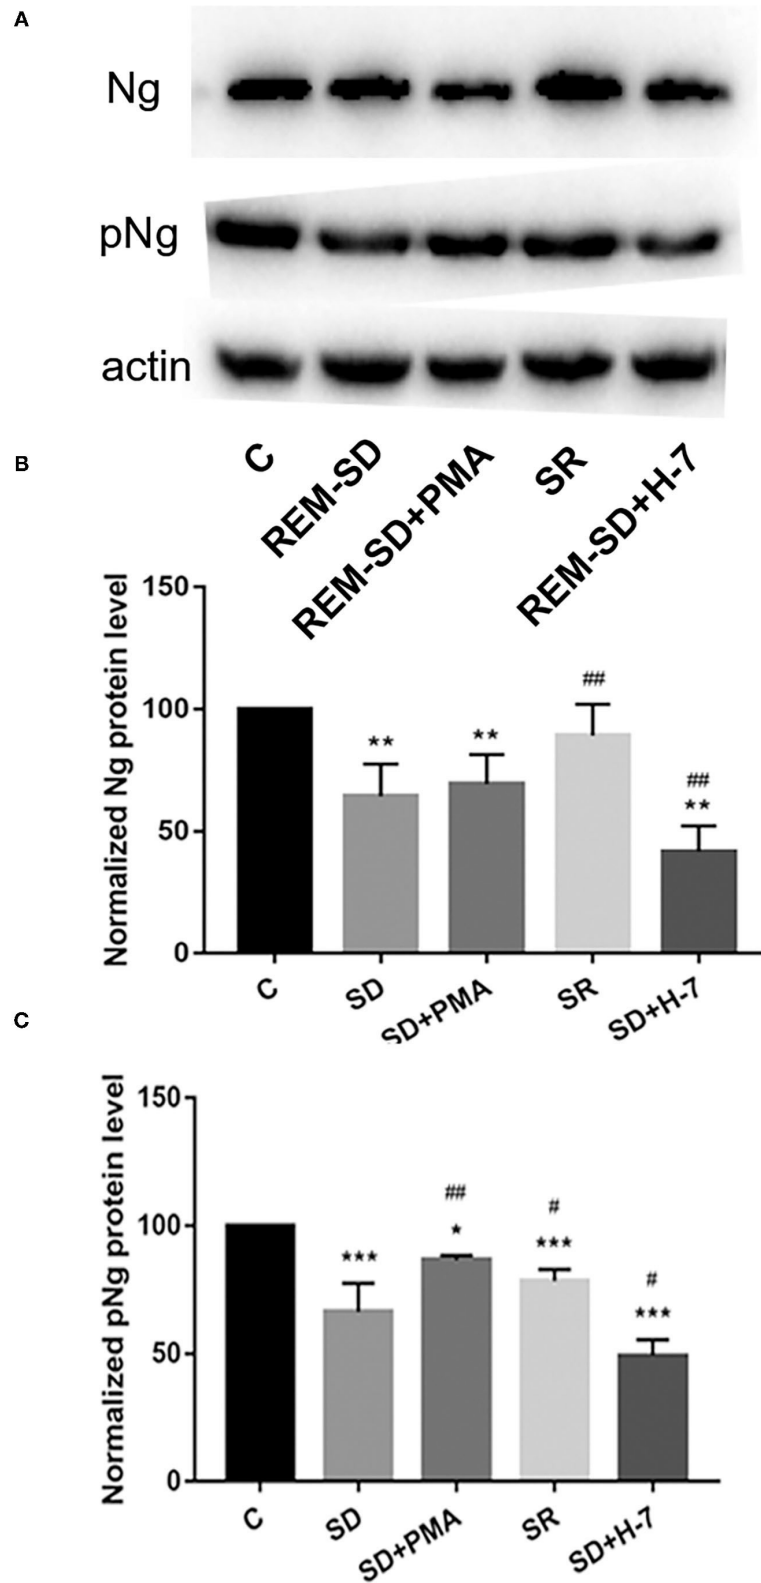 A
Ng
pNg
actin
C
REM-SD
REM-SD+PMA
SR
REM-SD+H-7
B
Normalized Ng protein level
150
100
50
0
**
**
##
##
**
C
SD
SD+PMA
SR
SD+H-7
C
Normalized pNg protein level
150
100
50
0
***
##
*
#
***
#
***
C
SD
SD+PMA
SR
SD+H-7